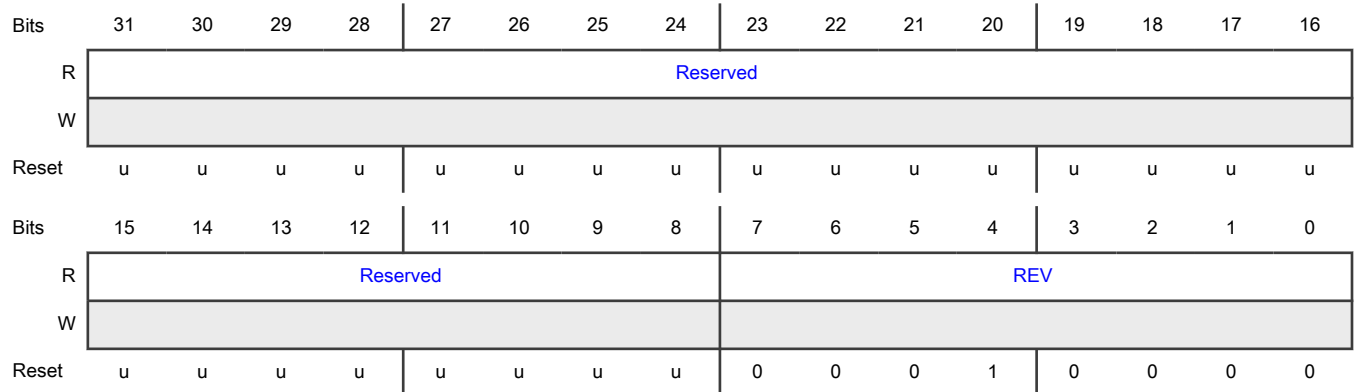 Bits 31 30 29 28 27 26 25 24 23 22 21 20 19 18 17 16
R Reserved
W
Reset u u u u u u u u u u u u u u u u
Bits 15 14 13 12 11 10 9 8 7 6 5 4 3 2 1 0
R Reserved REV
W
Reset u u u u u u u u 0 0 0 1 0 0 0 0